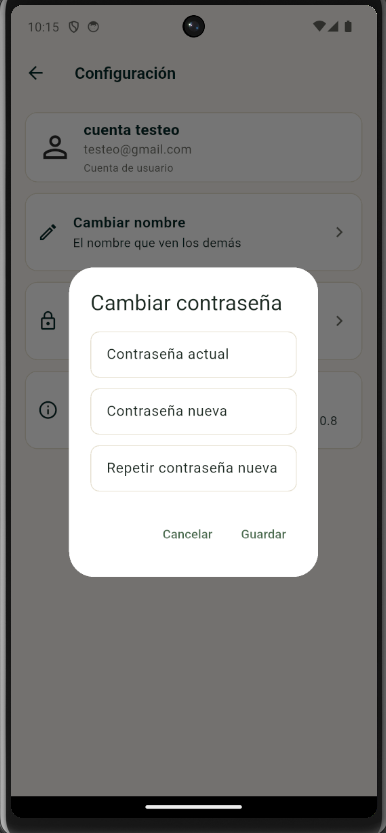 10:15
Configuración
cuenta testeo
testeo@gmail.com
Cuenta de usuario
Cambiar nombre
El nombre que ven los demás
Cambiar contraseña
Contraseña actual
Contraseña nueva
0.8
Repetir contraseña nueva
Cancelar Guardar